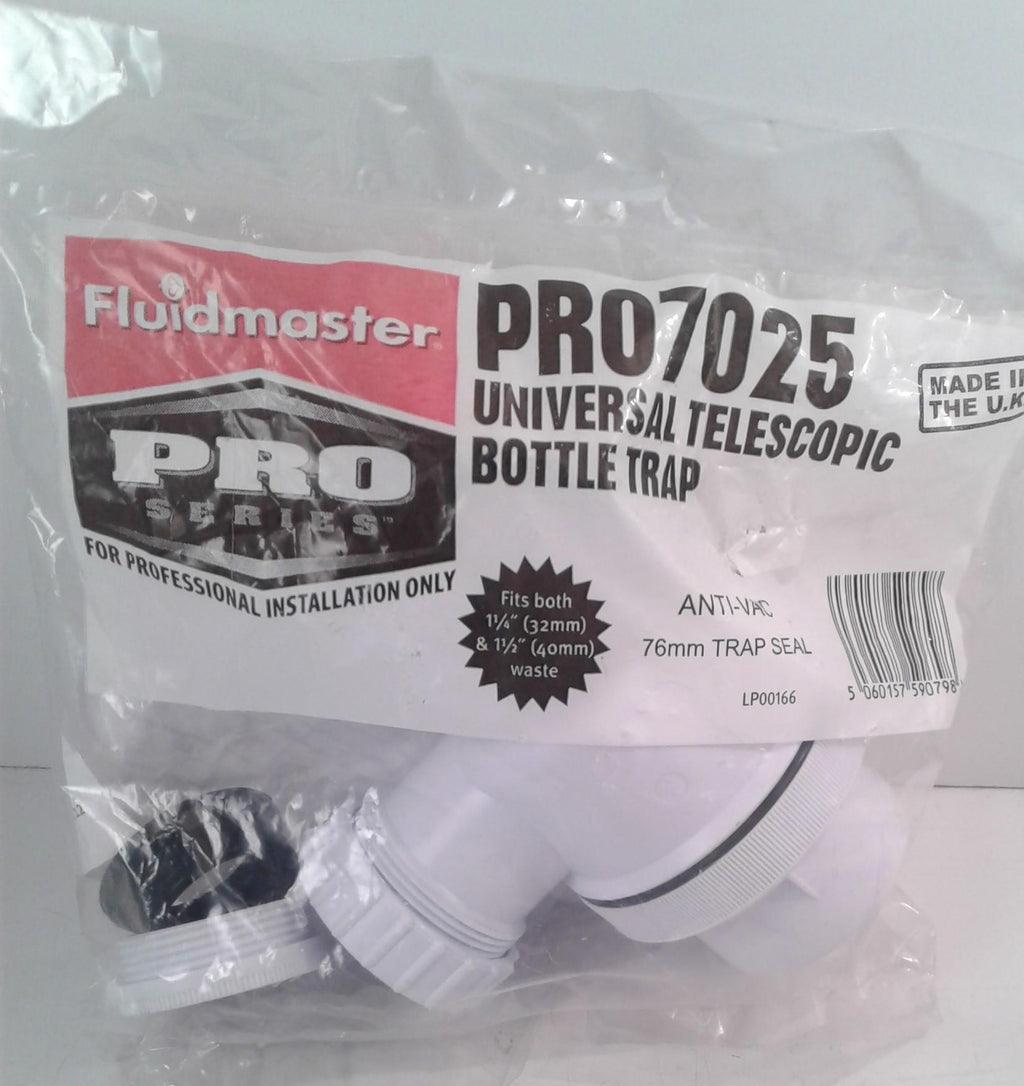 Fluidmaster
PRO
SERIES™
FOR PROFESSIONAL INSTALLATION ONLY
PRO7025
UNIVERSAL TELESCOPIC
BOTTLE TRAP
MADE IN
THE U.K
Fits both
1¼" (32mm)
& 1½" (40mm)
waste
ANTI-VAC
76mm TRAP SEAL
LP00166
5 060157 590798